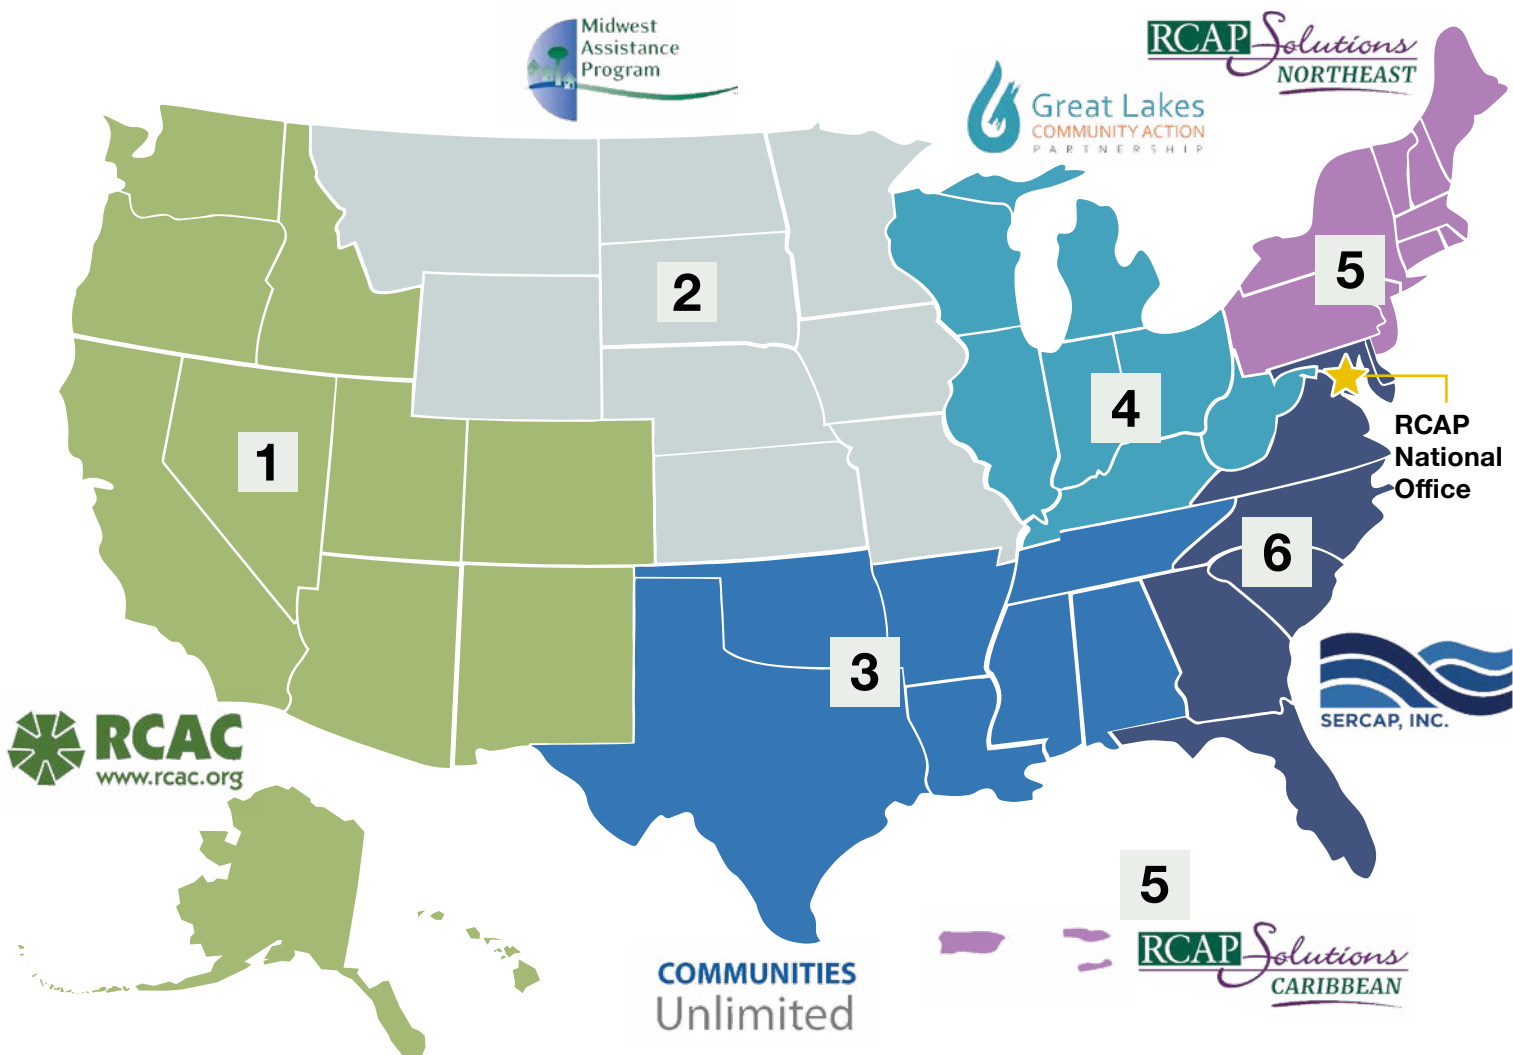 Midwest
Assistance
Program
RCAP Solutions
NORTHEAST
Great Lakes
COMMUNITY ACTION
PARTNERSHIP
5
2
4
1
RCAP
National
Office
6
3
SERCAP, INC.
RCAC
www.rcac.org
5
RCAP Solutions
CARIBBEAN
COMMUNITIES
Unlimited